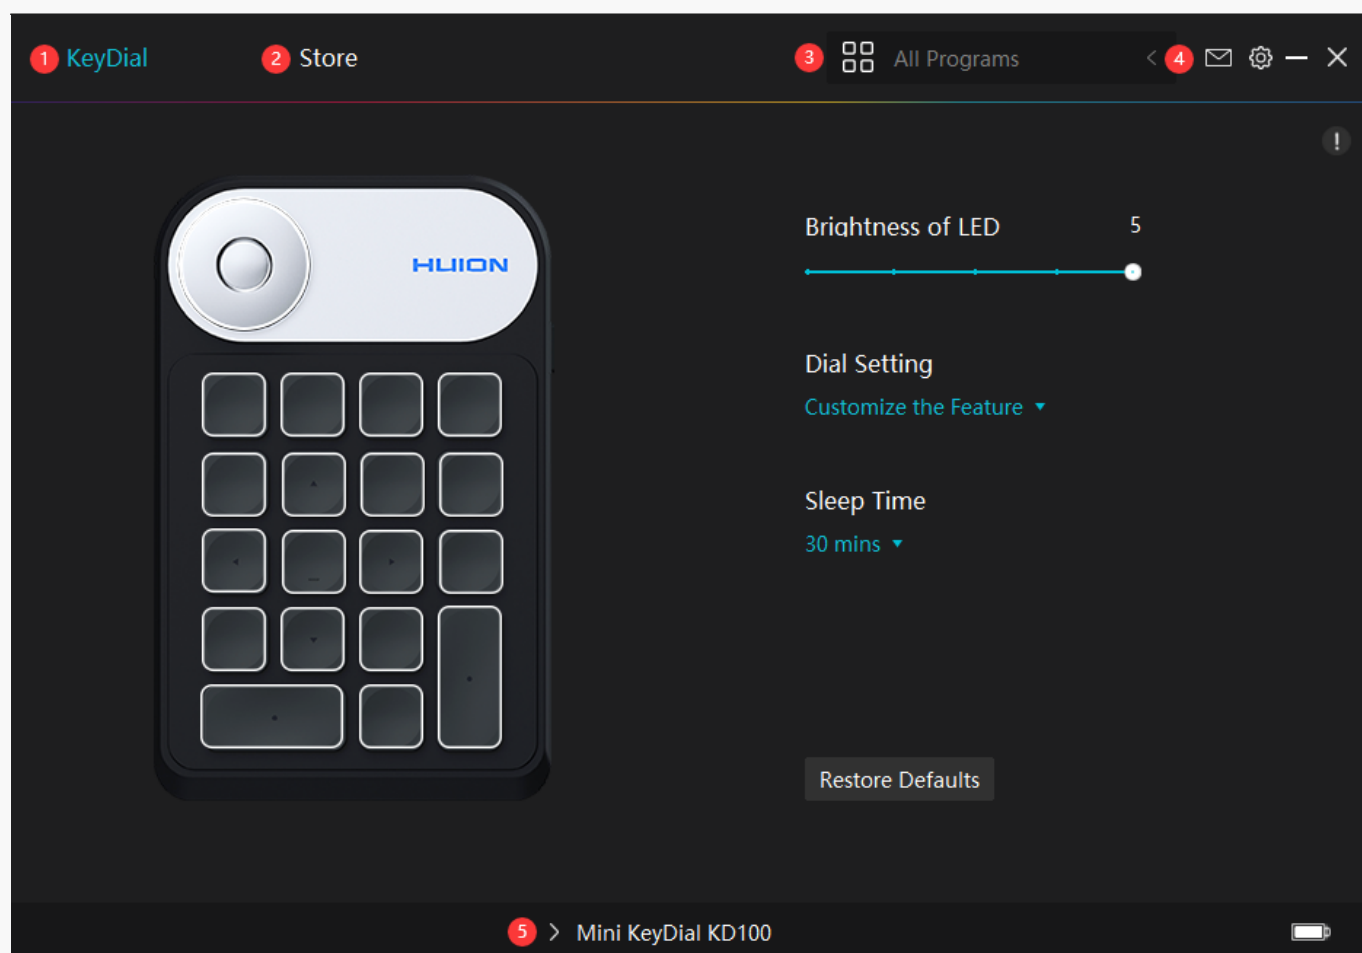 1 KeyDial
2 Store
3 All Programs
4
!
HUION
Brightness of LED 5
Dial Setting
Customize the Feature
Sleep Time
30 mins
Restore Defaults
5 > Mini KeyDial KD100